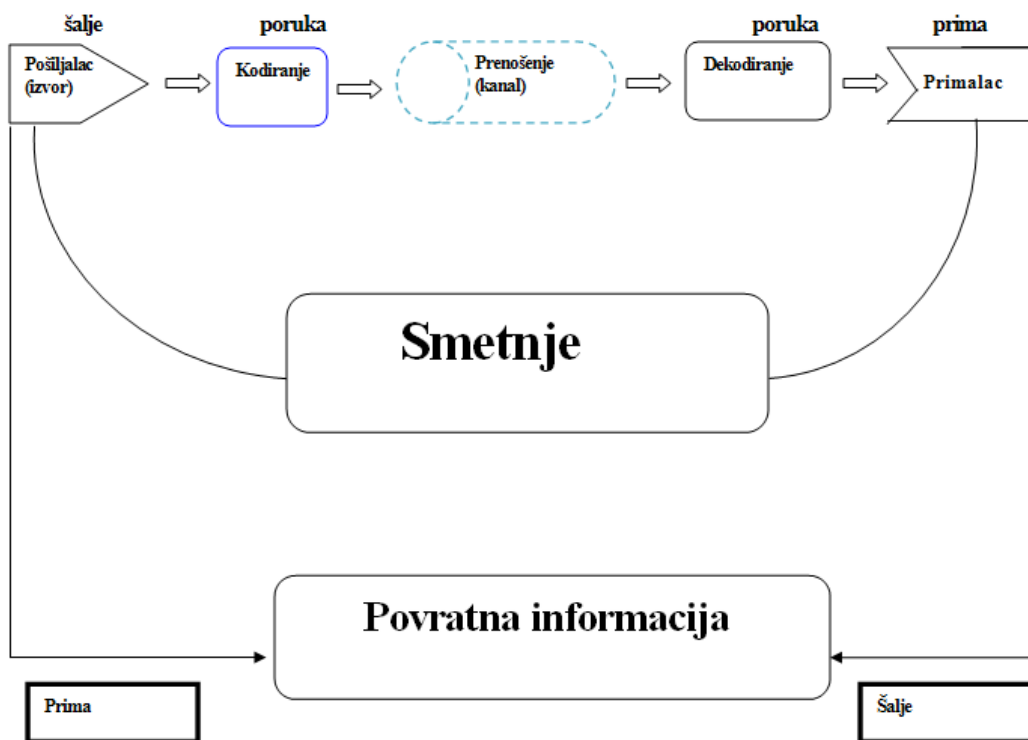 šalje
poruka
poruka
prima
Pošiljalac
(izvor)
Kodiranje
Prenošenje
(kanal)
Dekodiranje
Primalac
Smetnje
Povratna informacija
Prima
Šalje